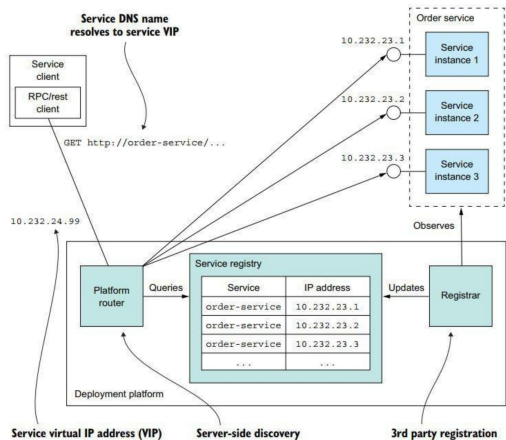 Service DNS name
resolves to service VIP
Order service
10.232.23.1
Service
instance 1
Service
client
RPC/rest
client
10.232.23.2
Service
instance 2
GET http://order-service/...
10.232.23.3
Service
instance 3
10.232.24.99
Observes
Service registry
Platform
router
Queries
Service IP address
order-service 10.232.23.1
order-service 10.232.23.2
order-service 10.232.23.3
... ...
Updates
Registrar
Deployment platform
Service virtual IP address (VIP)
Server-side discovery
3rd party registration